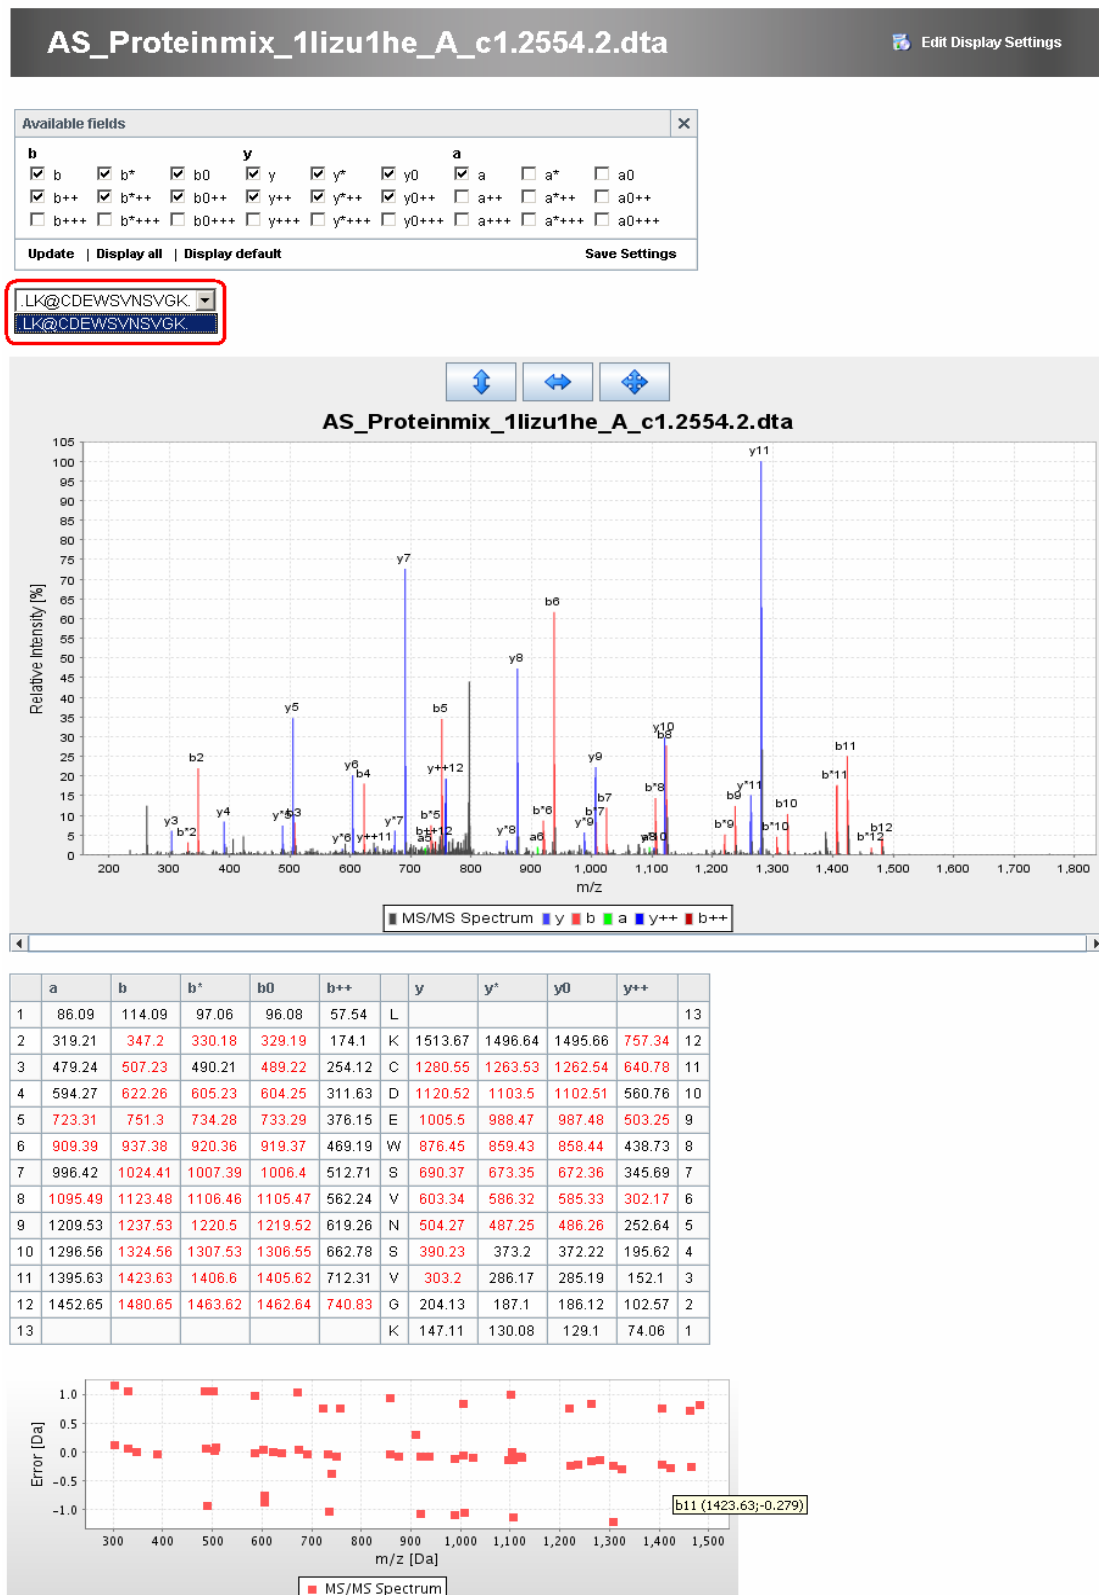 AS_Proteinmix_1lizu1he_A_c1.2554.2.dta Edit Display Settings
Available fields
b y a
b b* b0 y y* y0 a a* a0
b++ b*++ b0++ y++ y*++ y0++ a++ a*++ a0++
b+++ b*+++ b0+++ y+++ y*+++ y0+++ a+++ a*+++ a0+++
Update | Display all | Display default Save Settings
.LK@CDEWSVNSVGK.
.LK@CDEWSVNSVGK.
AS_Proteinmix_1lizu1he_A_c1.2554.2.dta
Relative Intensity [%]
105
100
95
90
85
80
75
70
65
60
55
50
45
40
35
30
25
20
15
10
5
0
y11
y7
b6
y8
y5
b5
y10
b8
b2
y6
b4
y++12
y9
b11
b*11
y*11
b*8
b7
b9
b10
y3
b*2
y4
b3
y*6
y++11
y*7
b*5
b++12
a5
y*8
a6
b*6
y*9
b*7
b*9
b*10
b*12
b12
200 300 400 500 600 700 800 900 1,000 1,100 1,200 1,300 1,400 1,500 1,600 1,700 1,800
m/z
MS/MS Spectrum y b a y++ b++
a b b* b0 b++ y y* y0 y++
1 86.09 114.09 97.06 96.08 57.54 L 13
2 319.21 347.2 330.18 329.19 174.1 K 1513.67 1496.64 1495.66 757.34 12
3 479.24 507.23 490.21 489.22 254.12 C 1280.55 1263.53 1262.54 640.78 11
4 594.27 622.26 605.23 604.25 311.63 D 1120.52 1103.5 1102.51 560.76 10
5 723.31 751.3 734.28 733.29 376.15 E 1005.5 988.47 987.48 503.25 9
6 909.39 937.38 920.36 919.37 469.19 W 876.45 859.43 858.44 438.73 8
7 996.42 1024.41 1007.39 1006.4 512.71 S 690.37 673.35 672.36 345.69 7
8 1095.49 1123.48 1106.46 1105.47 562.24 V 603.34 586.32 585.33 302.17 6
9 1209.53 1237.53 1220.5 1219.52 619.26 N 504.27 487.25 486.26 252.64 5
10 1296.56 1324.56 1307.53 1306.55 662.78 S 390.23 373.2 372.22 195.62 4
11 1395.63 1423.63 1406.6 1405.62 712.31 V 303.2 286.17 285.19 152.1 3
12 1452.65 1480.65 1463.62 1462.64 740.83 G 204.13 187.1 186.12 102.57 2
13 K 147.11 130.08 129.1 74.06 1
Error [Da]
1.0
0.5
0.0
-0.5
-1.0
b11 (1423.63;-0.279)
300 400 500 600 700 800 900 1,000 1,100 1,200 1,300 1,400 1,500
m/z [Da]
MS/MS Spectrum